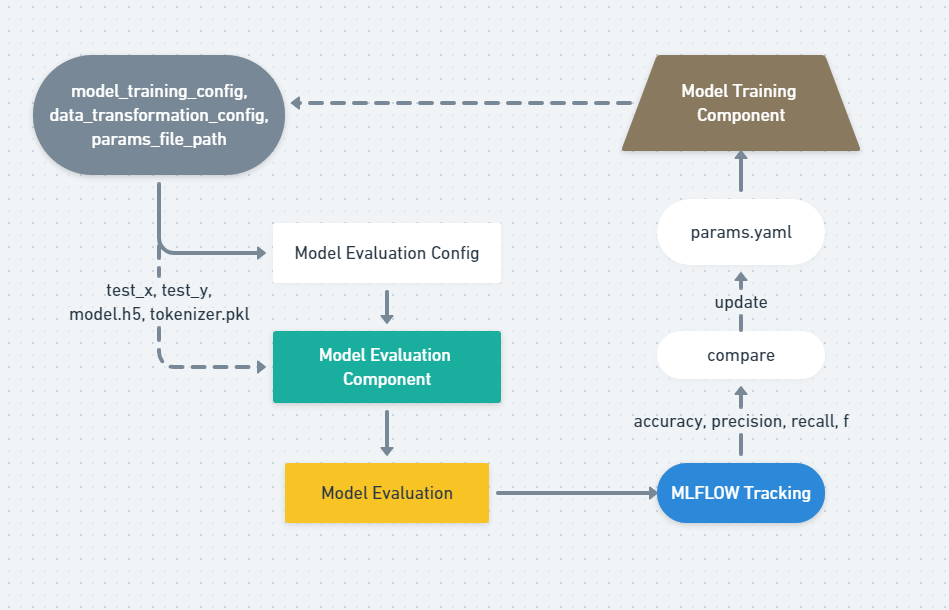 model_training_config,
data_transformation_config,
params_file_path
Model Training
Component
params.yaml
Model Evaluation Config
test_x, test_y,
model.h5, tokenizer.pkl
update
Model Evaluation
Component
compare
accuracy, precision, recall, f
Model Evaluation
MLFLOW Tracking